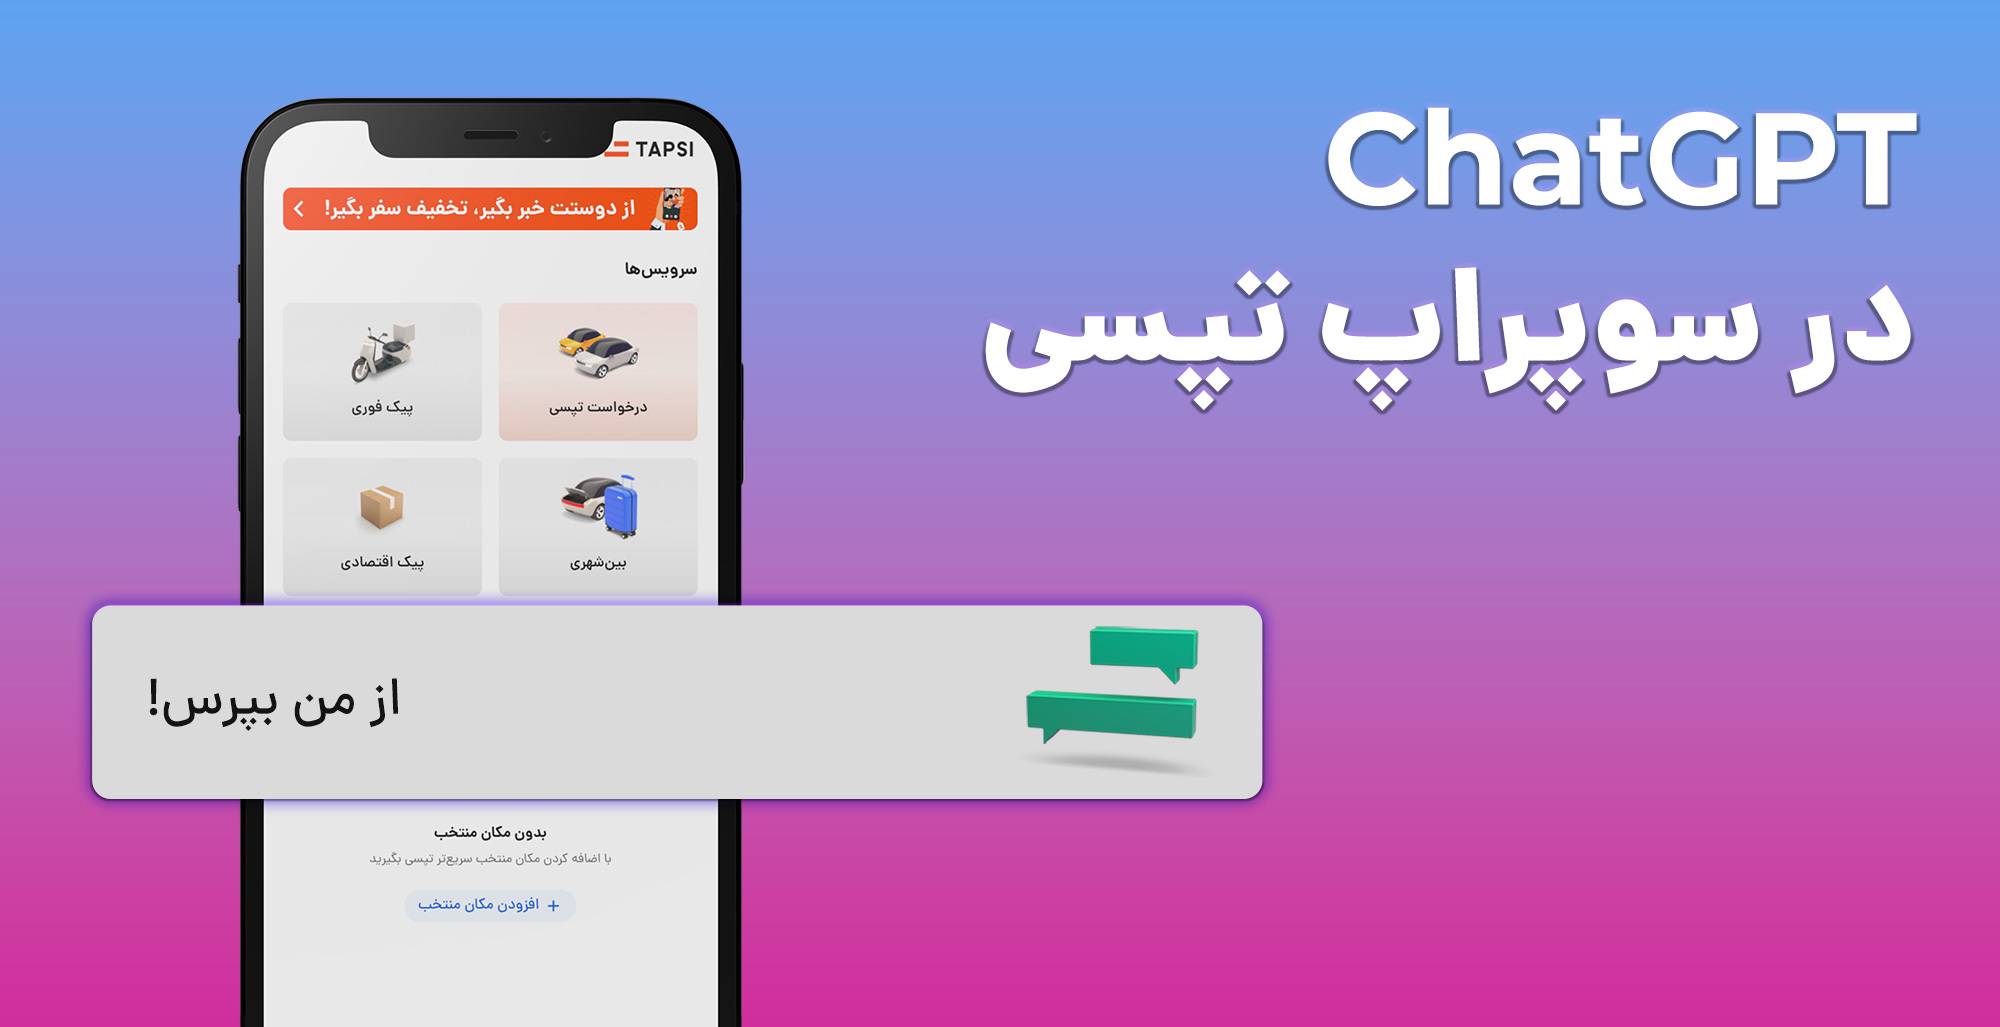 ChatGPT
در سوپراپ تپسی
TAPSI
از دوستت خبر بگیر، تخفیف سفر بگیر!
سرویس‌ها
درخواست تپسی
پیک فوری
بین‌شهری
پیک اقتصادی
از من بپرس!
بدون مکان منتخب
با اضافه کردن مکان منتخب سریع‌تر تپسی بگیرید
+ افزودن مکان منتخب